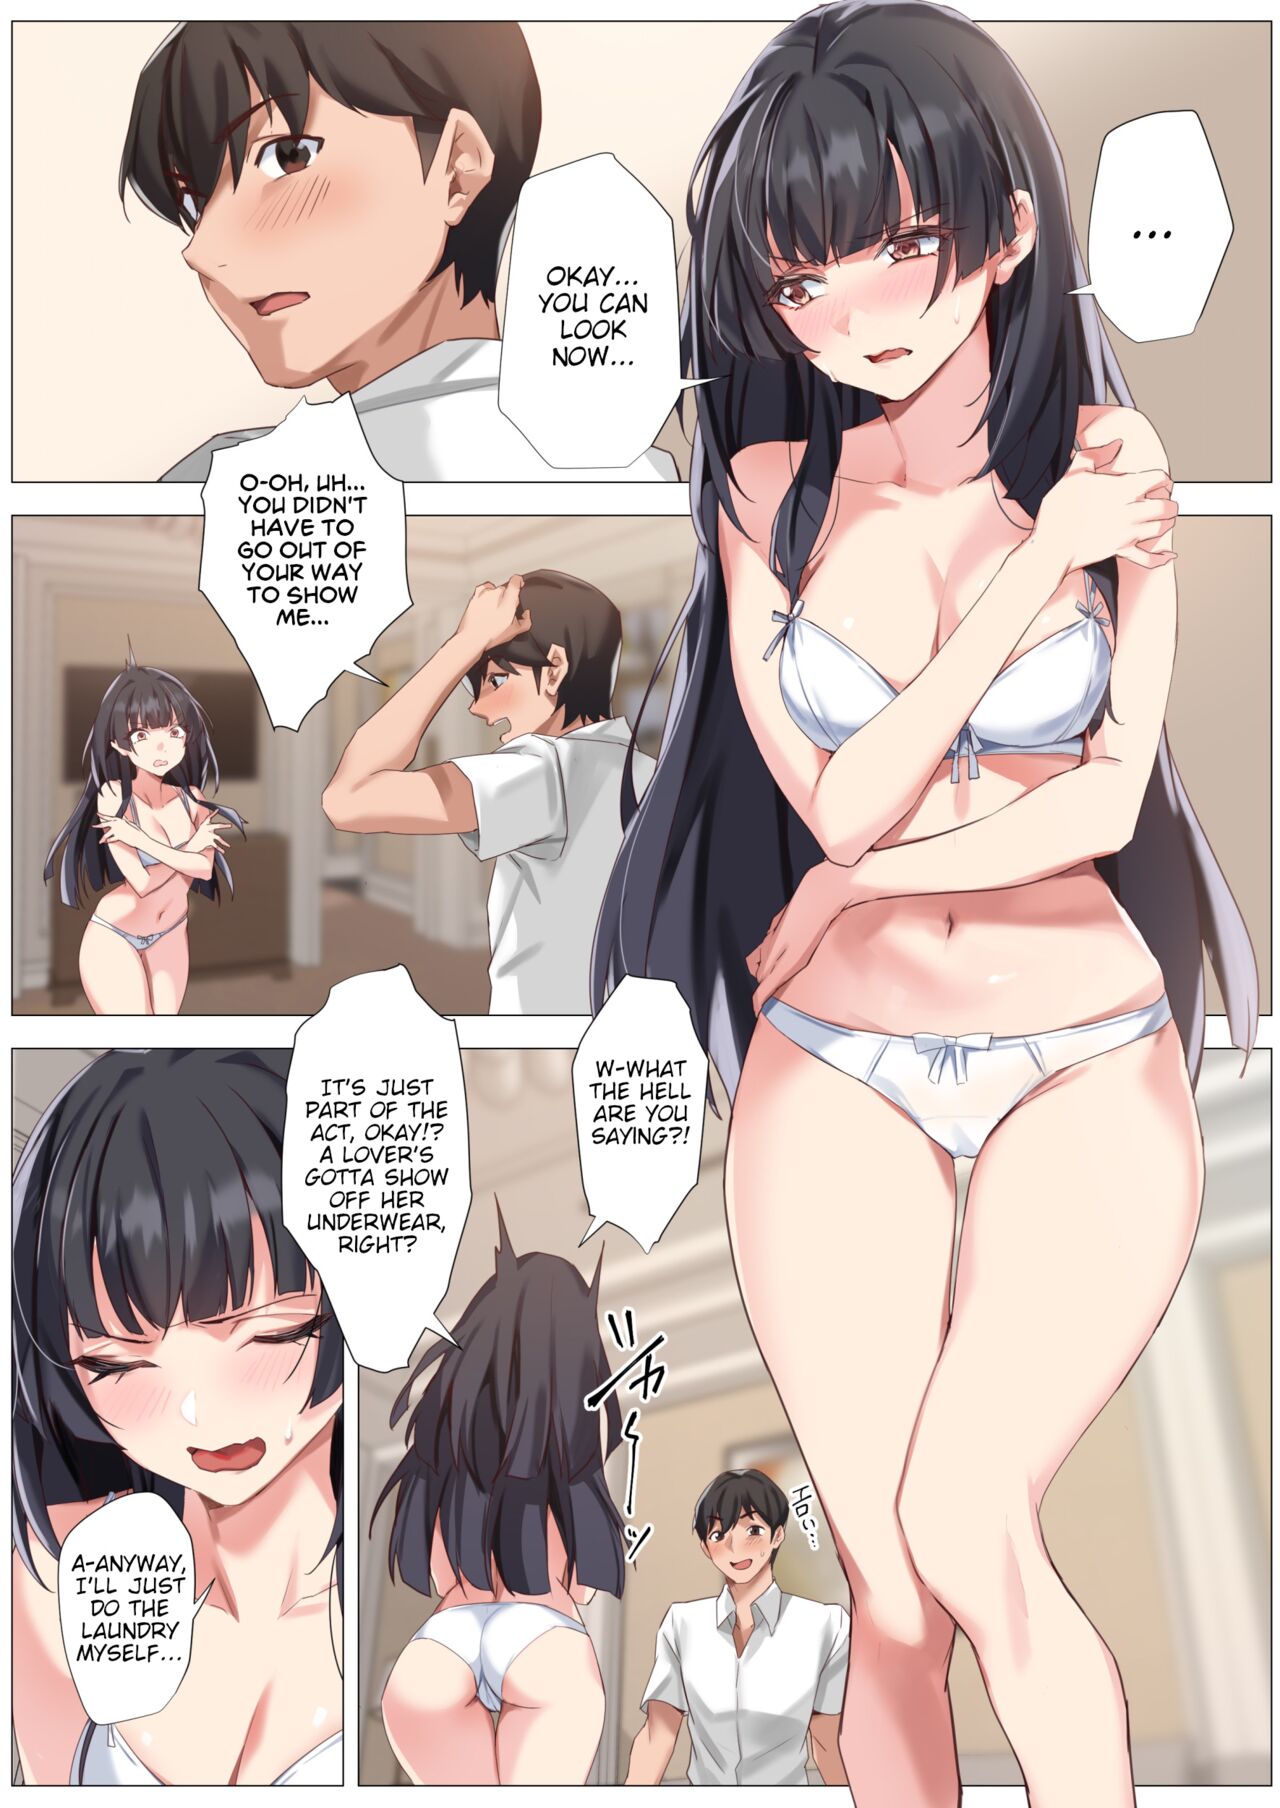 ...
OKAY...
YOU CAN
LOOK
NOW...
O-OH, UH...
YOU DIDN'T
HAVE TO
GO OUT OF
YOUR WAY
TO SHOW
ME...
W-WHAT
THE HELL
ARE YOU
SAYING?!
IT'S JUST
PART OF THE
ACT, OKAY!?
A LOVER'S
GOTTA SHOW
OFF HER
UNDERWEAR,
RIGHT?
エロい...
A-ANYWAY,
I'LL JUST
DO THE
LAUNDRY
MYSELF...